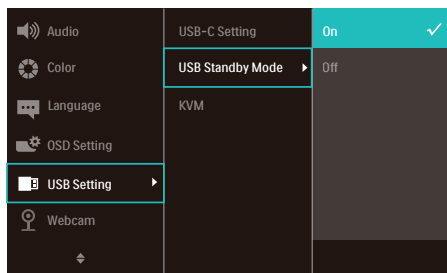 Audio
Color
Language
OSD Setting
USB Setting
Webcam
USB-C Setting
USB Standby Mode
KVM
On
Off